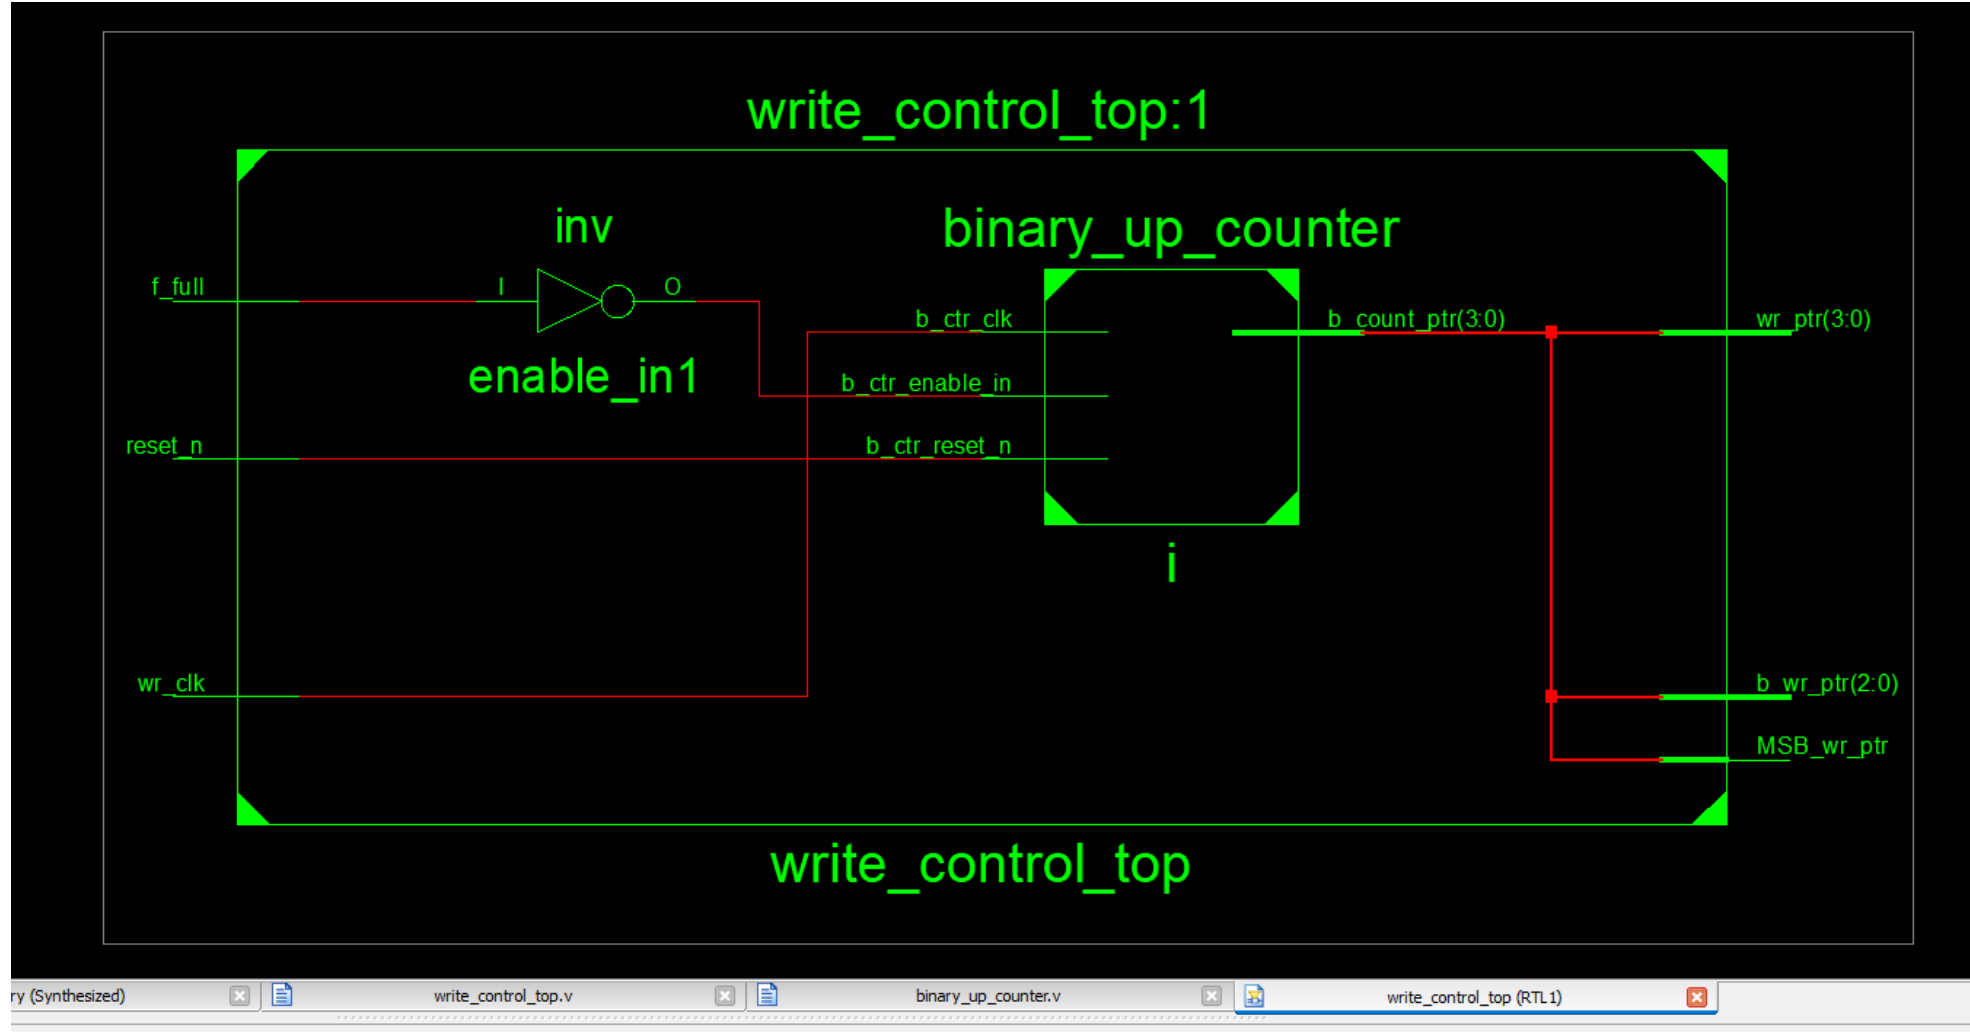 write_control_top:1
inv
binary_up_counter
f_full
I
O
b_ctr_clk
b_count_ptr(3:0)
wr_ptr(3:0)
enable_in1
b_ctr_enable_in
reset_n
b_ctr_reset_n
i
wr_clk
b_wr_ptr(2:0)
MSB_wr_ptr
write_control_top
ry (Synthesized)
write_control_top.v
binary_up_counter.v
write_control_top (RTL1)